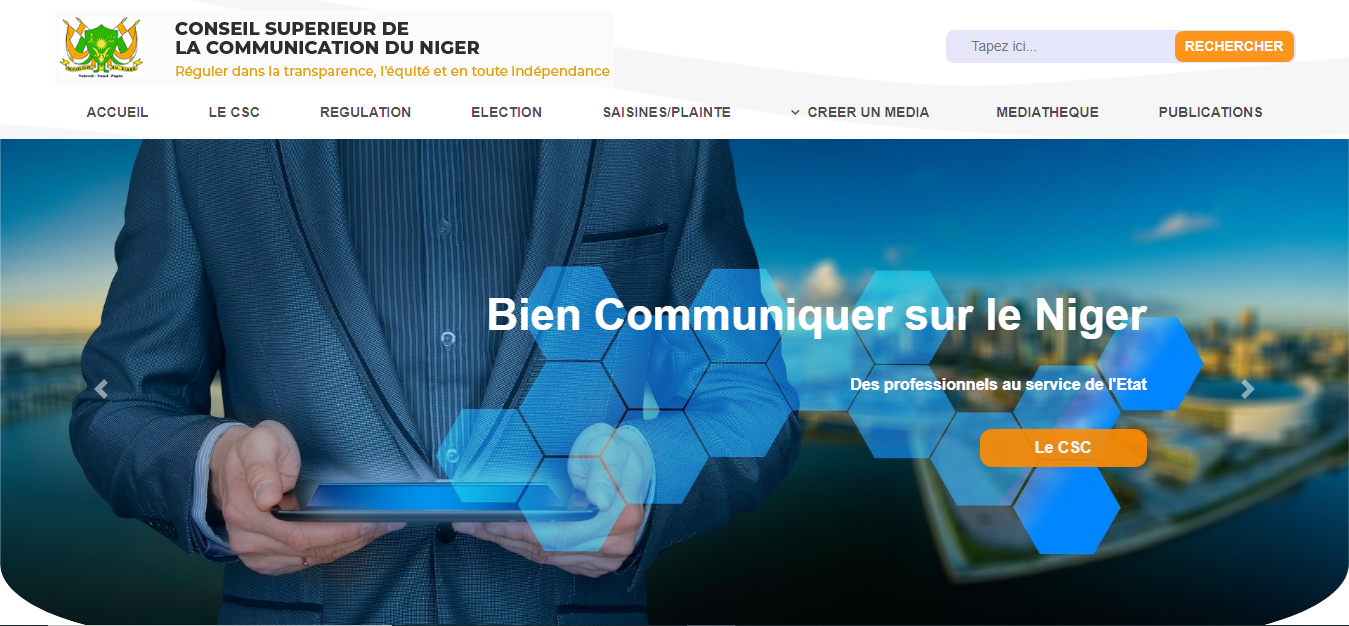 CONSEIL SUPERIEUR DE
LA COMMUNICATION DU NIGER
Réguler dans la transparence, l'équité et en toute indépendance
Tapez ici...
RECHERCHER
ACCUEIL LE CSC REGULATION ELECTION SAISINES/PLAINTE CREER UN MEDIA MEDIATHEQUE PUBLICATIONS
Bien Communiquer sur le Niger
Des professionnels au service de l'Etat
Le CSC